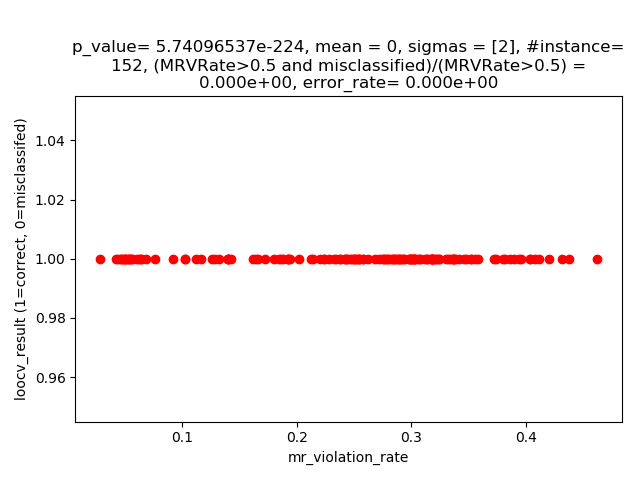 p_value= 5.74096537e-224, mean = 0, sigmas = [2], #instance=
152, (MRVRate>0.5 and misclassified)/(MRVRate>0.5) =
0.000e+00, error_rate= 0.000e+00
loocv_result (1=correct, 0=misclassifed)
1.04
1.02
1.00
0.98
0.96
0.1 0.2 0.3 0.4
mr_violation_rate